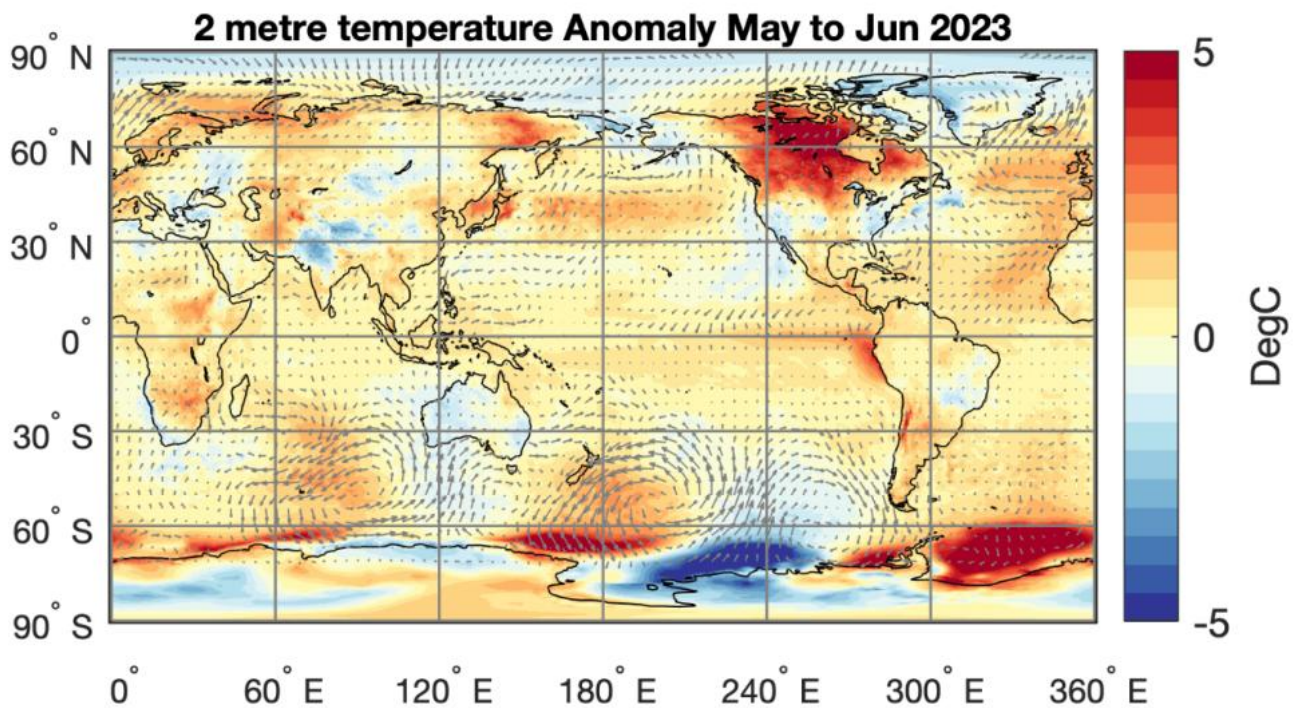 2 metre temperature Anomaly May to Jun 2023
90° N
60° N
30° N
0°
30° S
60° S
90° S
0°
60° E
120° E
180° E
240° E
300° E
360° E
5
0
-5
DegC